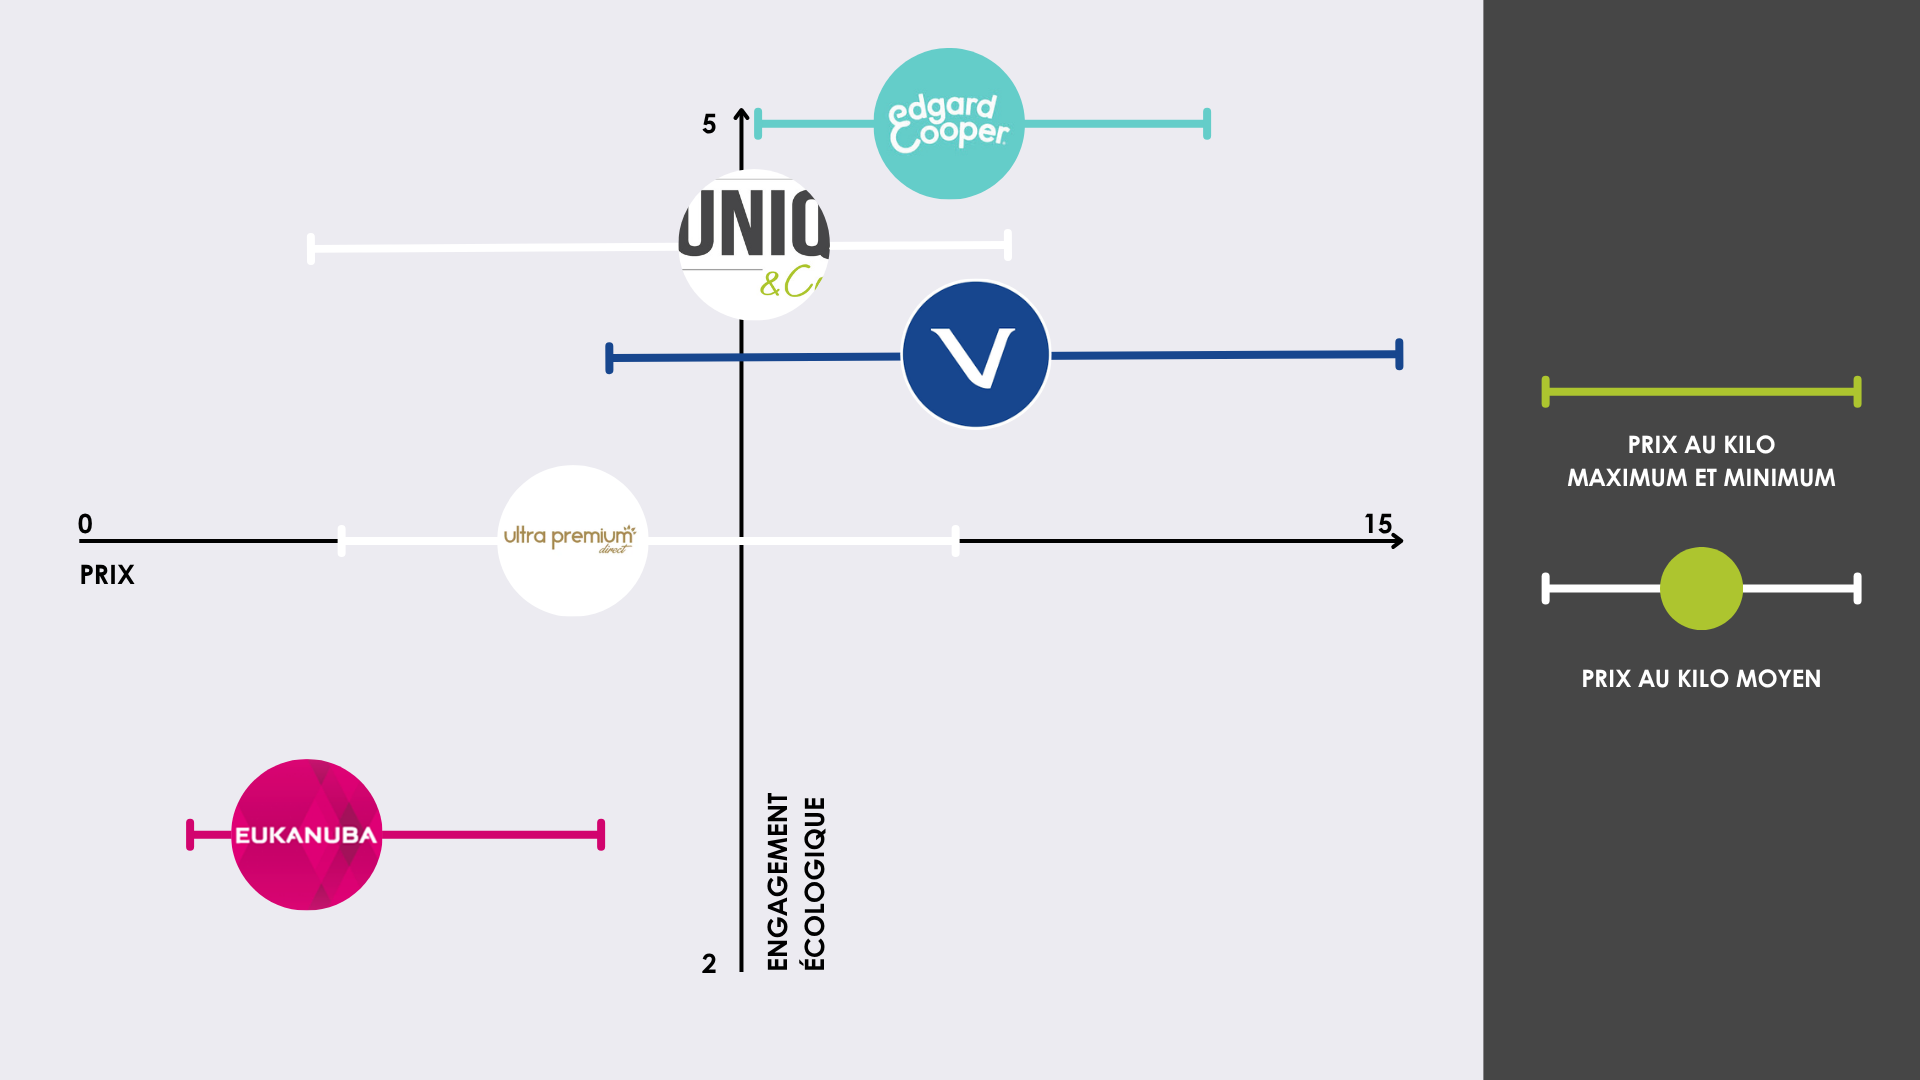 5
edgard
Cooper.
UNIQ
&Co
V
0
15
PRIX
ultra premium
direct
EUKANUBA
ENGAGEMENT
ÉCOLOGIQUE
2
PRIX AU KILO
MAXIMUM ET MINIMUM
PRIX AU KILO MOYEN